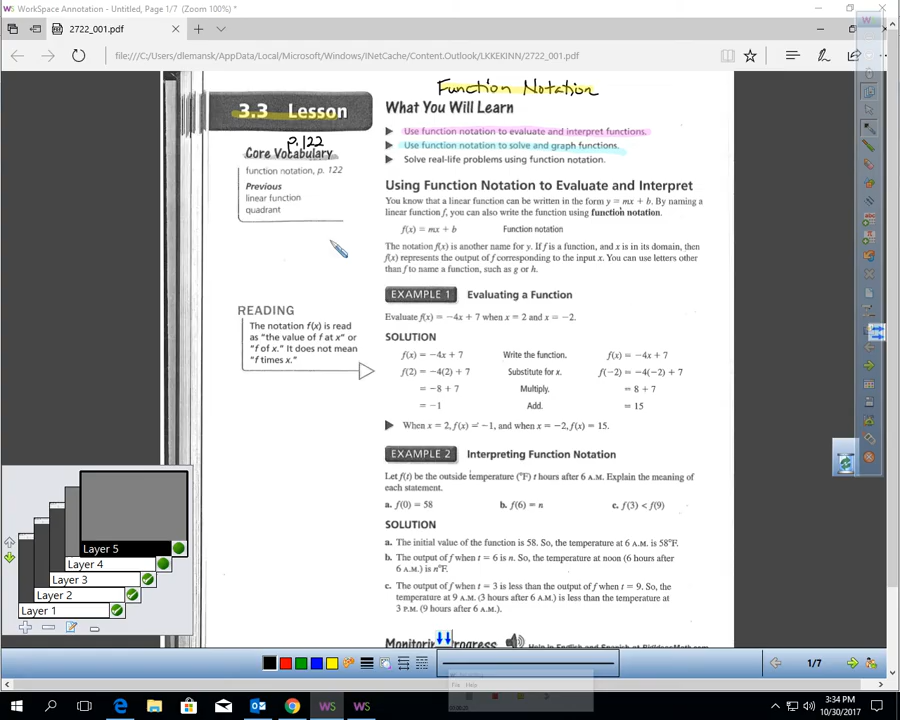 WorkSpace Annotation - Untitled, Page 1/7 (Zoom 100%) *
2722_001.pdf
file:///C:/Users/dlemansk/AppData/Local/Microsoft/Windows/INetCache/Content.Outlook/LKKEKINN/2722_001.pdf
Function Notation
3.3 Lesson
What You Will Learn
Use function notation to evaluate and interpret functions.
Use function notation to solve and graph functions.
Solve real-life problems using function notation.
p.122
Core Vocabulary
function notation, p. 122
Previous
linear function
quadrant
Using Function Notation to Evaluate and Interpret
You know that a linear function can be written in the form y = mx + b. By naming a
linear function f, you can also write the function using function notation.
f(x) = mx + b Function notation
The notation f(x) is another name for y. If f is a function, and x is in its domain, then
f(x) represents the output of f corresponding to the input x. You can use letters other
than f to name a function, such as g or h.
EXAMPLE 1 Evaluating a Function
READING
The notation f(x) is read
as "the value of f at x" or
"f of x." It does not mean
"f times x."
Evaluate f(x) = −4x + 7 when x = 2 and x = −2.
SOLUTION
f(x) = −4x + 7 Write the function. f(x) = −4x + 7
f(2) = −4(2) + 7 Substitute for x. f(−2) = −4(−2) + 7
= −8 + 7 Multiply. = 8 + 7
= −1 Add. = 15
When x = 2, f(x) = −1, and when x = −2, f(x) = 15.
EXAMPLE 2 Interpreting Function Notation
Let f(t) be the outside temperature (°F) t hours after 6 A.M. Explain the meaning of
each statement.
a. f(0) = 58 b. f(6) = n c. f(3) < f(9)
SOLUTION
a. The initial value of the function is 58. So, the temperature at 6 A.M. is 58°F.
b. The output of f when t = 6 is n. So, the temperature at noon (6 hours after
6 A.M.) is n°F.
c. The output of f when t = 3 is less than the output of f when t = 9. So, the
temperature at 9 A.M. (3 hours after 6 A.M.) is less than the temperature at
3 P.M. (9 hours after 6 A.M.).
Monitoring Progress Help in English and Spanish at BigIdeasMath.com
Layer 5
Layer 4
Layer 3
Layer 2
Layer 1
1/7
File Help
3:34 PM
10/30/2017